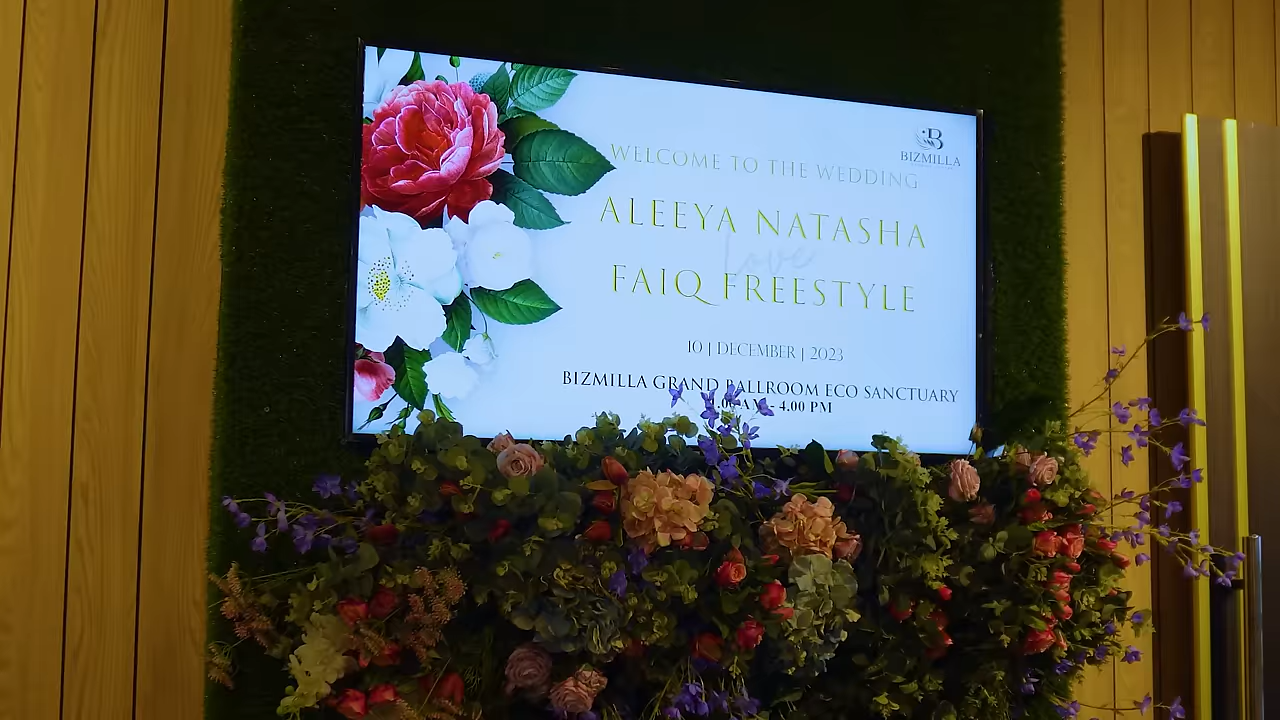 BIZMILLA
WELCOME TO THE WEDDING
ALEEYA NATASHA
love
FAIQ FREESTYLE
10 | DECEMBER | 2023
BIZMILLA GRAND BALLROOM ECO SANCTUARY
- 4.00 PM